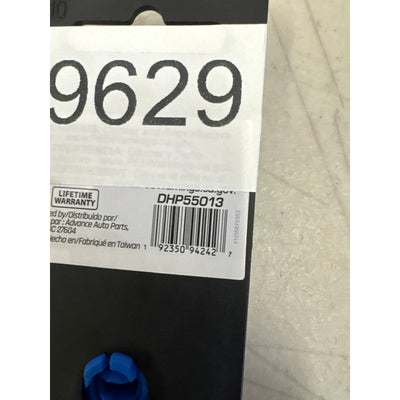 9629
LIFETIME
WARRANTY
DHP55013
ed by/Distribuido por/
par: Advance Auto Parts,
NC 27604
Hecho en/Fabriqué en Taiwan
1 92350 94242 7